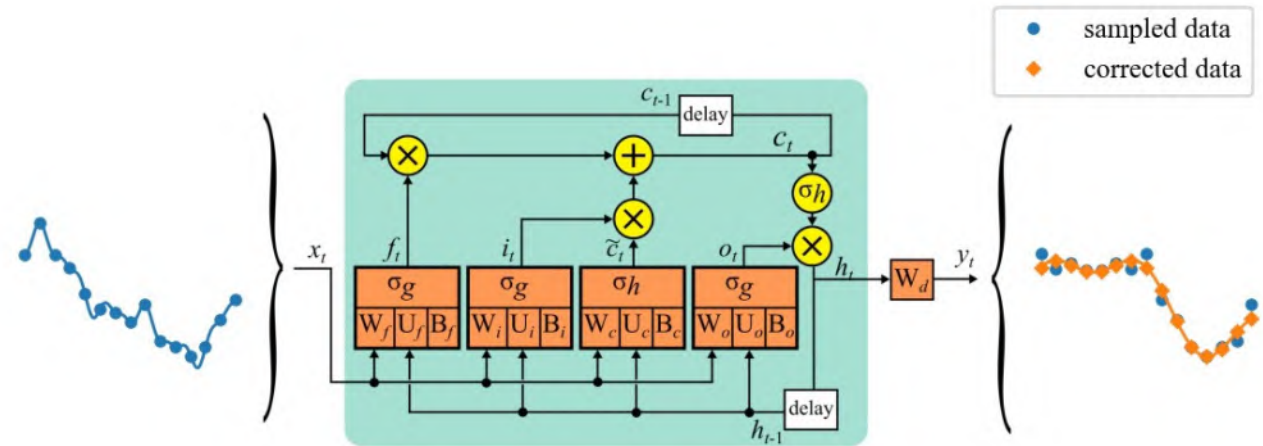 sampled data
corrected data
c_{t-1}
delay
×
+
c_t
σh
×
×
x_t
f_t
i_t
c̃_t
o_t
h_t
y_t
σg
σg
σh
σg
W_d
W_f U_f B_f
W_i U_i B_i
W_c U_c B_c
W_o U_o B_o
delay
h_{t-1}